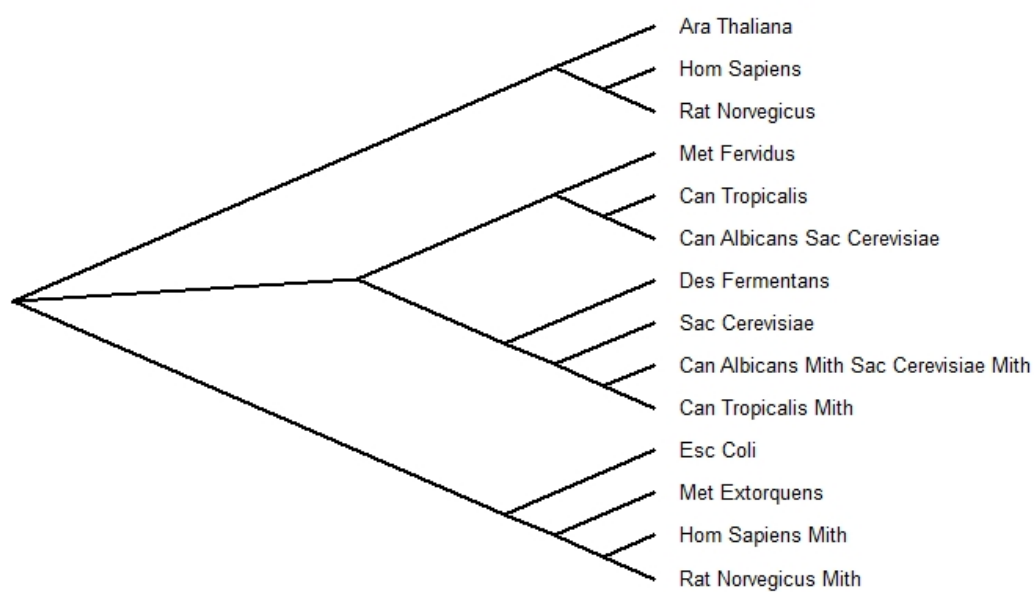 Ara Thaliana
Hom Sapiens
Rat Norvegicus
Met Fervidus
Can Tropicalis
Can Albicans Sac Cerevisiae
Des Fermentans
Sac Cerevisiae
Can Albicans Mith Sac Cerevisiae Mith
Can Tropicalis Mith
Esc Coli
Met Extorquens
Hom Sapiens Mith
Rat Norvegicus Mith